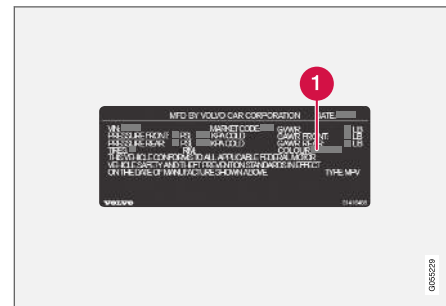 1
MFD BY VOLVO CAR CORPORATION DATE:
VIN: MARKET CODE: GVWR: LB
PRESSURE FRONT: PSI, KPA COLD GAWR FRONT: LB
PRESSURE REAR: PSI, KPA COLD GAWR REAR: LB
TIRES: RIM: COLOUR:
THIS VEHICLE CONFORMS TO ALL APPLICABLE FEDERAL MOTOR
VEHICLE SAFETY AND THEFT PREVENTION STANDARDS IN EFFECT
ON THE DATE OF MANUFACTURE SHOWN ABOVE. TYPE: MPV
VOLVO
G055229